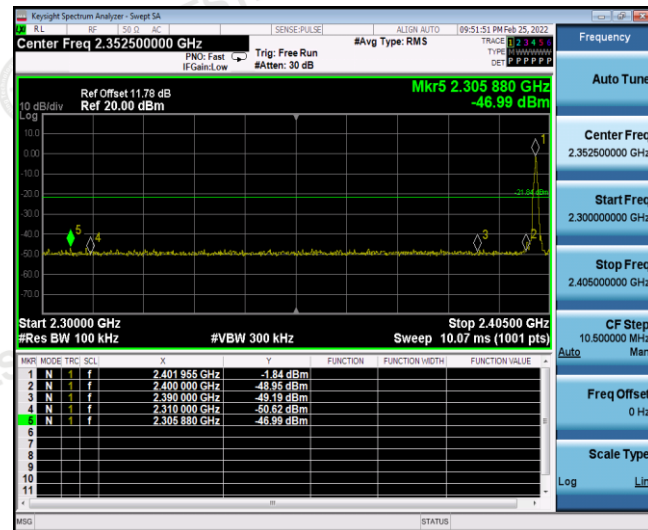 Keysight Spectrum Analyzer - Swept SA
RL RF 50 Ω AC SENSE:PULSE ALIGN AUTO 09:51:51 PM Feb 25, 2022
Center Freq 2.352500000 GHz
PNO: Fast
IFGain:Low
Trig: Free Run
#Atten: 30 dB
#Avg Type: RMS
TRACE 1 2 3 4 5 6
TYPE M WWWWW
DET P P P P P P
Ref Offset 11.78 dB
Ref 20.00 dBm
10 dB/div
Log
Mkr5 2.305 880 GHz
-46.99 dBm
10.0
0.00
-10.0
-20.0
-30.0
-40.0
-50.0
-60.0
-70.0
-21.84 dBm
1
2
3
4
5
Start 2.30000 GHz
Stop 2.40500 GHz
#Res BW 100 kHz #VBW 300 kHz Sweep 10.07 ms (1001 pts)
MKR MODE TRC SCL X Y FUNCTION FUNCTION WIDTH FUNCTION VALUE
1 N 1 f 2.401 955 GHz -1.84 dBm
2 N 1 f 2.400 000 GHz -48.95 dBm
3 N 1 f 2.390 000 GHz -49.19 dBm
4 N 1 f 2.310 000 GHz -50.62 dBm
5 N 1 f 2.305 880 GHz -46.99 dBm
6
7
8
9
10
11
MSG STATUS
Frequency
Auto Tune
Center Freq
2.352500000 GHz
Start Freq
2.300000000 GHz
Stop Freq
2.405000000 GHz
CF Step
10.500000 MHz
Auto Man
Freq Offset
0 Hz
Scale Type
Log Lin